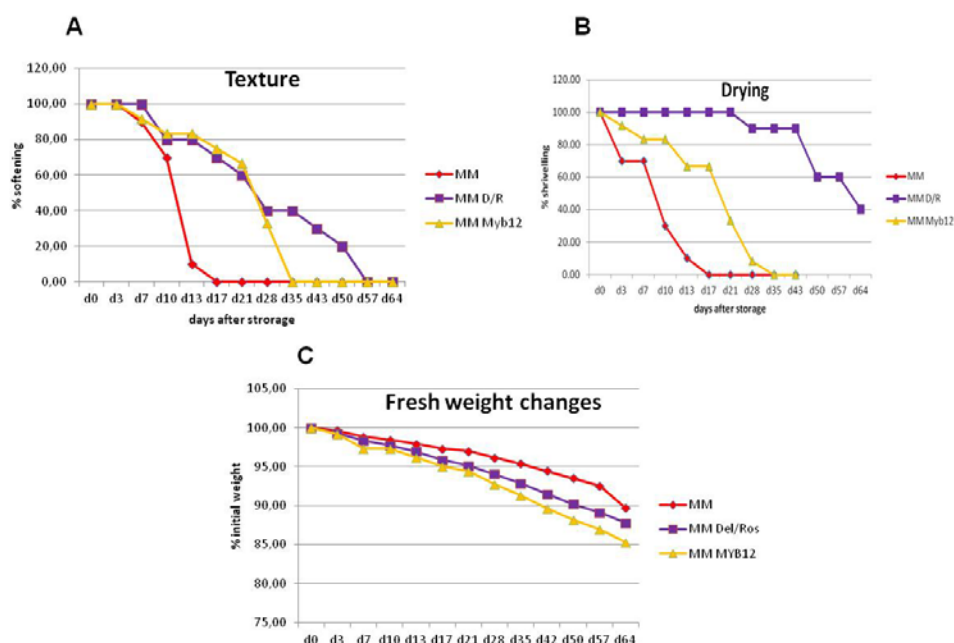 A
Texture
120,00
100,00
80,00
60,00
40,00
20,00
0,00
% softening
d0 d3 d7 d10 d13 d17 d21 d28 d35 d43 d50 d57 d64
days after strorage
MM
MM D/R
MM Myb12
B
Drying
120.00
100.00
80.00
60.00
40.00
20.00
0.00
% shrivelling
d0 d3 d7 d10 d13 d17 d21 d28 d35 d43 d50 d57 d64
days after strorage
MM
MM D/R
MM Myb12
C
Fresh weight changes
105,00
100,00
95,00
90,00
85,00
80,00
75,00
% initial weight
d0 d3 d7 d10 d13 d17 d21 d28 d35 d42 d50 d57 d64
MM
MM Del/Ros
MM MYB12